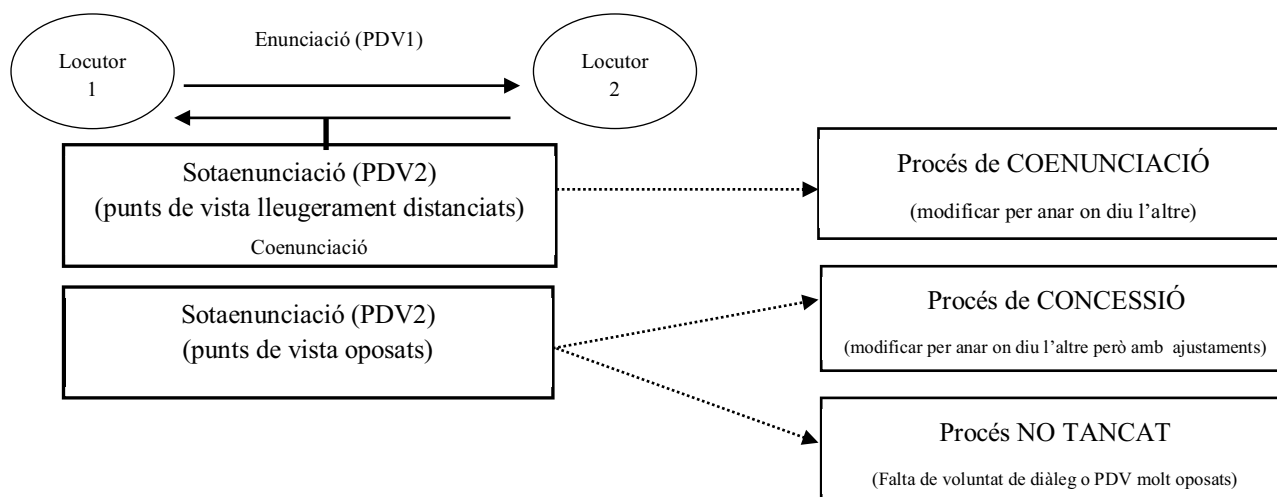 Enunciació (PDV1)
Locutor
1
Locutor
2
Sotaenunciació (PDV2)
(punts de vista lleugerament distanciats)
Coenunciació
Procés de COENUNCIACIÓ
(modificar per anar on diu l’altre)
Sotaenunciació (PDV2)
(punts de vista oposats)
Procés de CONCESSIÓ
(modificar per anar on diu l’altre però amb ajustaments)
Procés NO TANCAT
(Falta de voluntat de diàleg o PDV molt oposats)